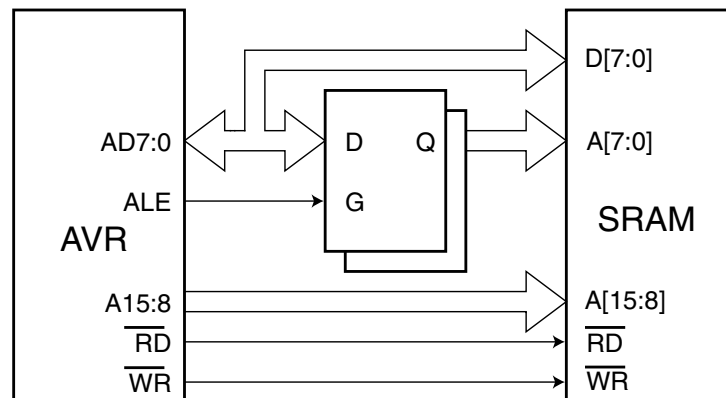 D[7:0]
AD7:0
D
Q
A[7:0]
ALE
G
AVR
SRAM
A15:8
A[15:8]
RD
RD
WR
WR